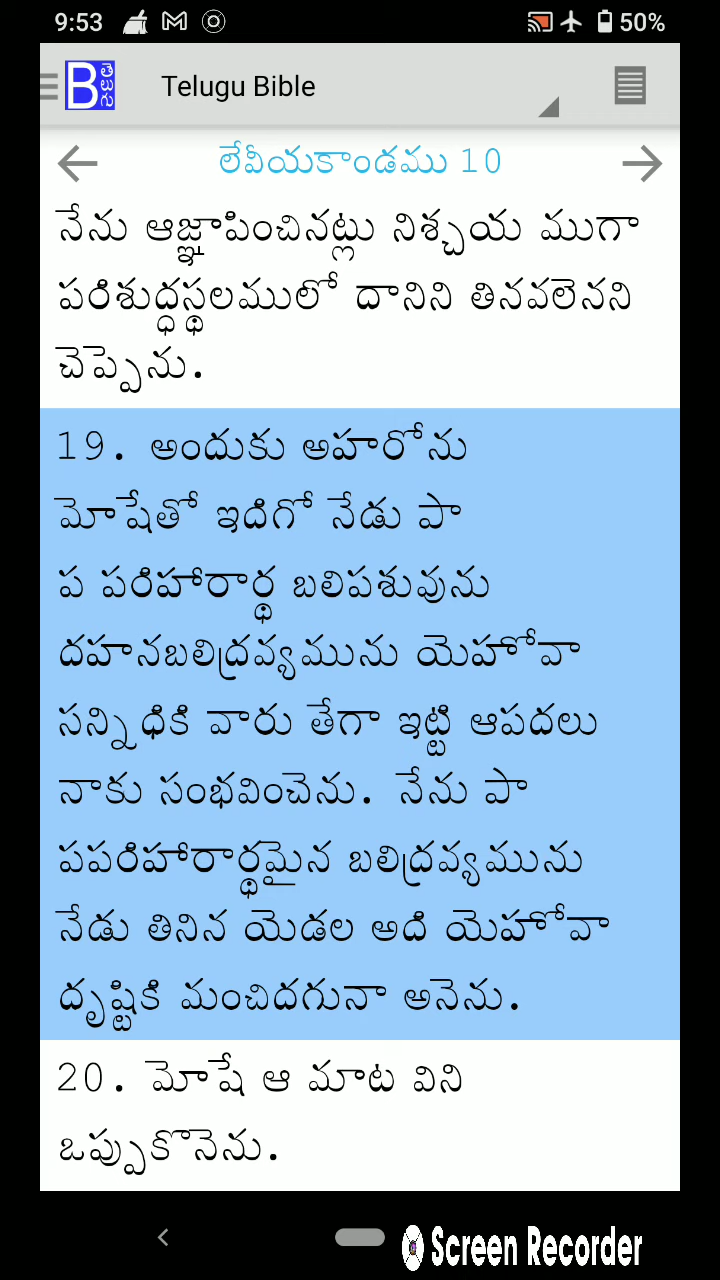 9:53 50%
B తెలుగు Telugu Bible
లేవీయకాండము 10
నేను ఆజ్ఞాపించినట్లు నిశ్చయ ముగా
పరిశుద్ధస్థలములో దానిని తినవలెనని
చెప్పెను.
19. అందుకు అహరోను
మోషేతో ఇదిగో నేడు పా
ప పరిహారార్థ బలిపశువును
దహనబలిద్రవ్యమును యెహోవా
సన్నిధికి వారు తేగా ఇట్టి ఆపదలు
నాకు సంభవించెను. నేను పా
పపరిహారార్థమైన బలిద్రవ్యమును
నేడు తినిన యెడల అది యెహోవా
దృష్టికి మంచిదగునా అనెను.
20. మోషే ఆ మాట విని
ఒప్పుకొనెను.
Screen Recorder